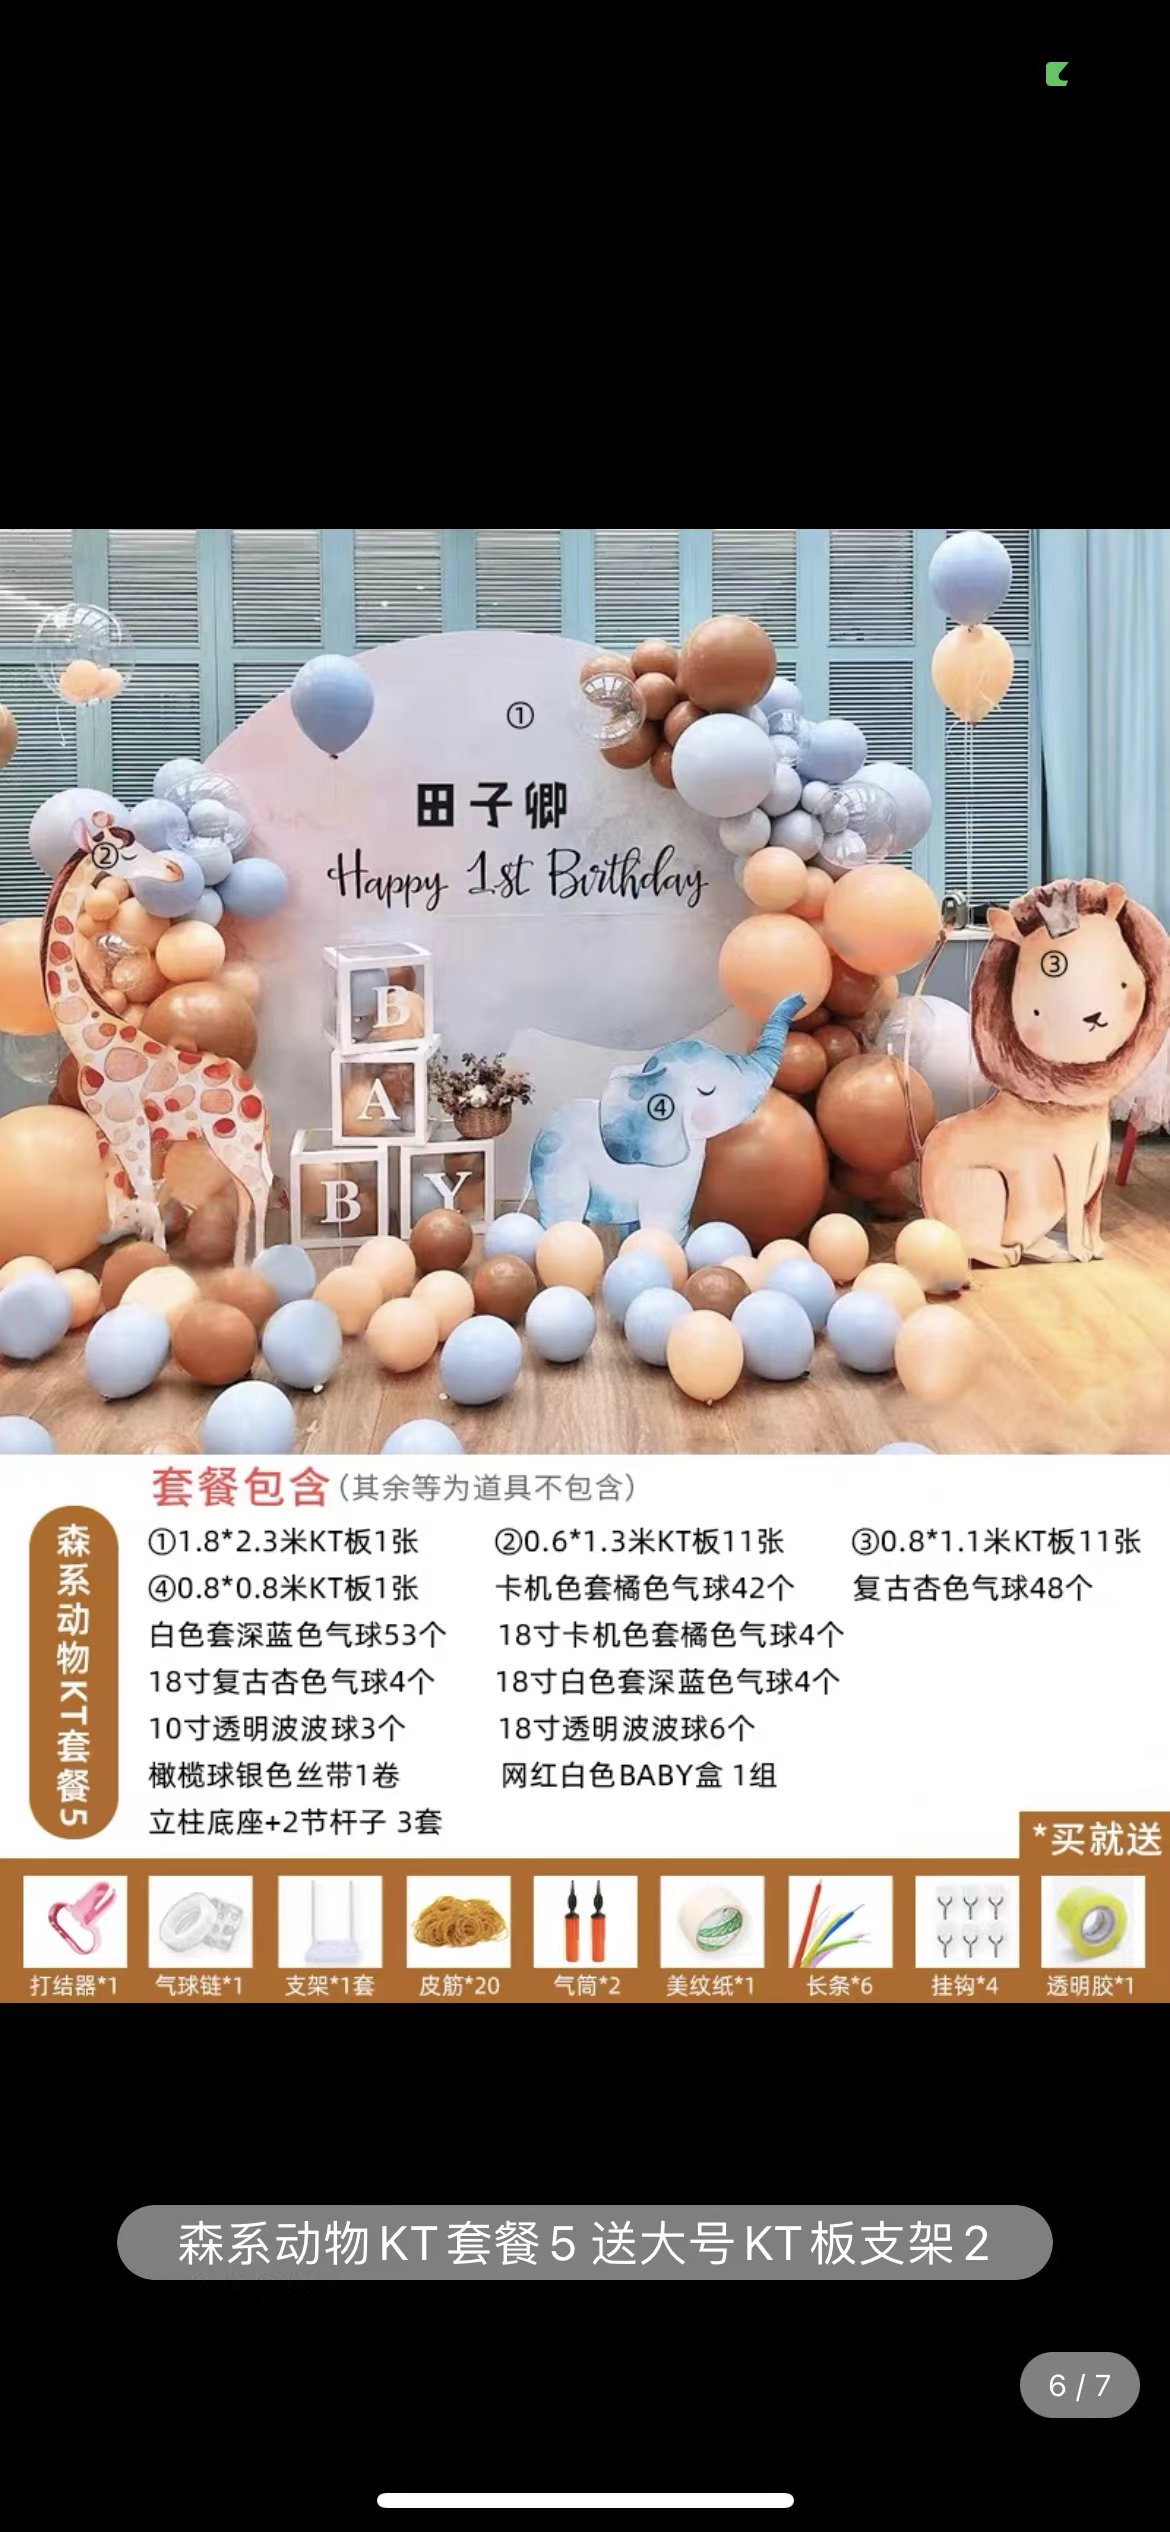 ①
田子卿
Happy 1st Birthday
②
③
④
B
A
B Y
套餐包含(其余等为道具不包含)
森系动物KT套餐5
①1.8*2.3米KT板1张 ②0.6*1.3米KT板11张 ③0.8*1.1米KT板11张
④0.8*0.8米KT板1张 卡机色套橘色气球42个 复古杏色气球48个
白色套深蓝色气球53个 18寸卡机色套橘色气球4个
18寸复古杏色气球4个 18寸白色套深蓝色气球4个
10寸透明波波球3个 18寸透明波波球6个
橄榄球银色丝带1卷 网红白色BABY盒 1组
立柱底座+2节杆子 3套
*买就送
打结器*1 气球链*1 支架*1套 皮筋*20 气筒*2 美纹纸*1 长条*6 挂钩*4 透明胶*1
森系动物KT套餐5 送大号KT板支架2
6 / 7